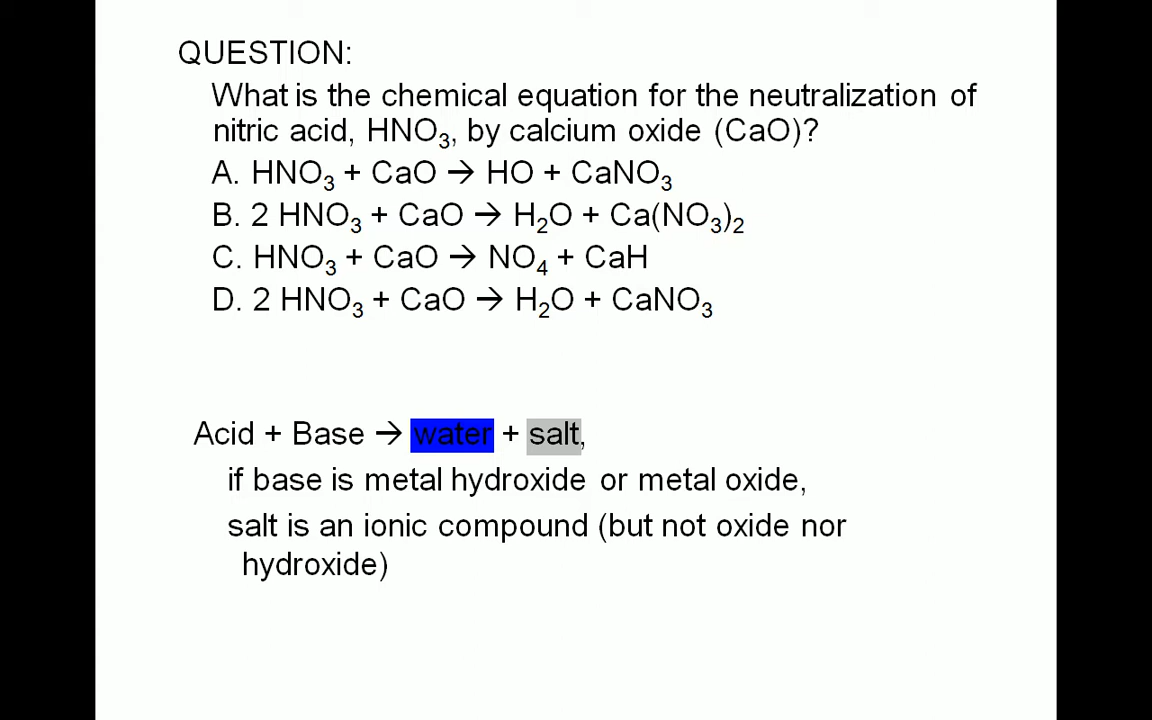 QUESTION:
What is the chemical equation for the neutralization of
nitric acid, HNO₃, by calcium oxide (CaO)?
A. HNO₃ + CaO → HO + CaNO₃
B. 2 HNO₃ + CaO → H₂O + Ca(NO₃)₂
C. HNO₃ + CaO → NO₄ + CaH
D. 2 HNO₃ + CaO → H₂O + CaNO₃
Acid + Base → water + salt,
if base is metal hydroxide or metal oxide,
salt is an ionic compound (but not oxide nor
hydroxide)